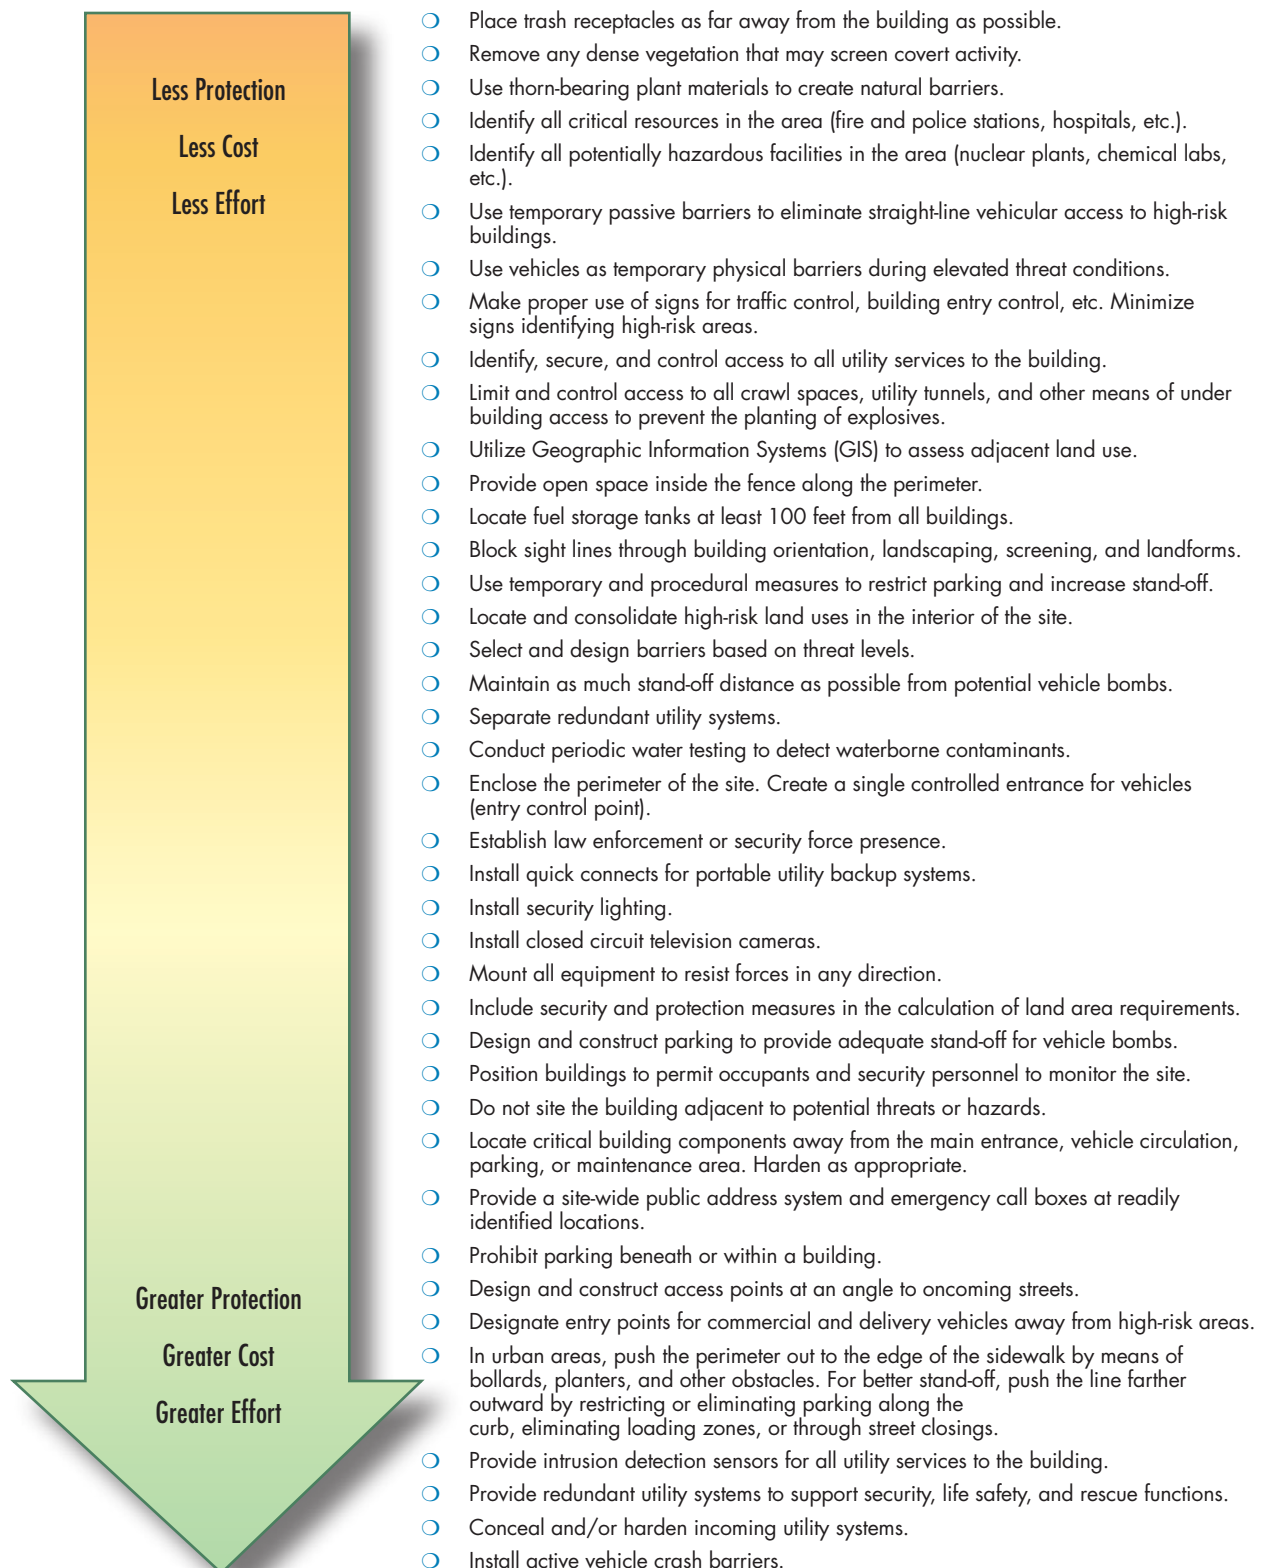 Less Protection
Less Cost
Less Effort
Greater Protection
Greater Cost
Greater Effort
❍ Place trash receptacles as far away from the building as possible.
❍ Remove any dense vegetation that may screen covert activity.
❍ Use thorn-bearing plant materials to create natural barriers.
❍ Identify all critical resources in the area (fire and police stations, hospitals, etc.).
❍ Identify all potentially hazardous facilities in the area (nuclear plants, chemical labs,
etc.).
❍ Use temporary passive barriers to eliminate straight-line vehicular access to high-risk
buildings.
❍ Use vehicles as temporary physical barriers during elevated threat conditions.
❍ Make proper use of signs for traffic control, building entry control, etc. Minimize
signs identifying high-risk areas.
❍ Identify, secure, and control access to all utility services to the building.
❍ Limit and control access to all crawl spaces, utility tunnels, and other means of under
building access to prevent the planting of explosives.
❍ Utilize Geographic Information Systems (GIS) to assess adjacent land use.
❍ Provide open space inside the fence along the perimeter.
❍ Locate fuel storage tanks at least 100 feet from all buildings.
❍ Block sight lines through building orientation, landscaping, screening, and landforms.
❍ Use temporary and procedural measures to restrict parking and increase stand-off.
❍ Locate and consolidate high-risk land uses in the interior of the site.
❍ Select and design barriers based on threat levels.
❍ Maintain as much stand-off distance as possible from potential vehicle bombs.
❍ Separate redundant utility systems.
❍ Conduct periodic water testing to detect waterborne contaminants.
❍ Enclose the perimeter of the site. Create a single controlled entrance for vehicles
(entry control point).
❍ Establish law enforcement or security force presence.
❍ Install quick connects for portable utility backup systems.
❍ Install security lighting.
❍ Install closed circuit television cameras.
❍ Mount all equipment to resist forces in any direction.
❍ Include security and protection measures in the calculation of land area requirements.
❍ Design and construct parking to provide adequate stand-off for vehicle bombs.
❍ Position buildings to permit occupants and security personnel to monitor the site.
❍ Do not site the building adjacent to potential threats or hazards.
❍ Locate critical building components away from the main entrance, vehicle circulation,
parking, or maintenance area. Harden as appropriate.
❍ Provide a site-wide public address system and emergency call boxes at readily
identified locations.
❍ Prohibit parking beneath or within a building.
❍ Design and construct access points at an angle to oncoming streets.
❍ Designate entry points for commercial and delivery vehicles away from high-risk areas.
❍ In urban areas, push the perimeter out to the edge of the sidewalk by means of
bollards, planters, and other obstacles. For better stand-off, push the line farther
outward by restricting or eliminating parking along the
curb, eliminating loading zones, or through street closings.
❍ Provide intrusion detection sensors for all utility services to the building.
❍ Provide redundant utility systems to support security, life safety, and rescue functions.
❍ Conceal and/or harden incoming utility systems.
❍ Install active vehicle crash barriers.